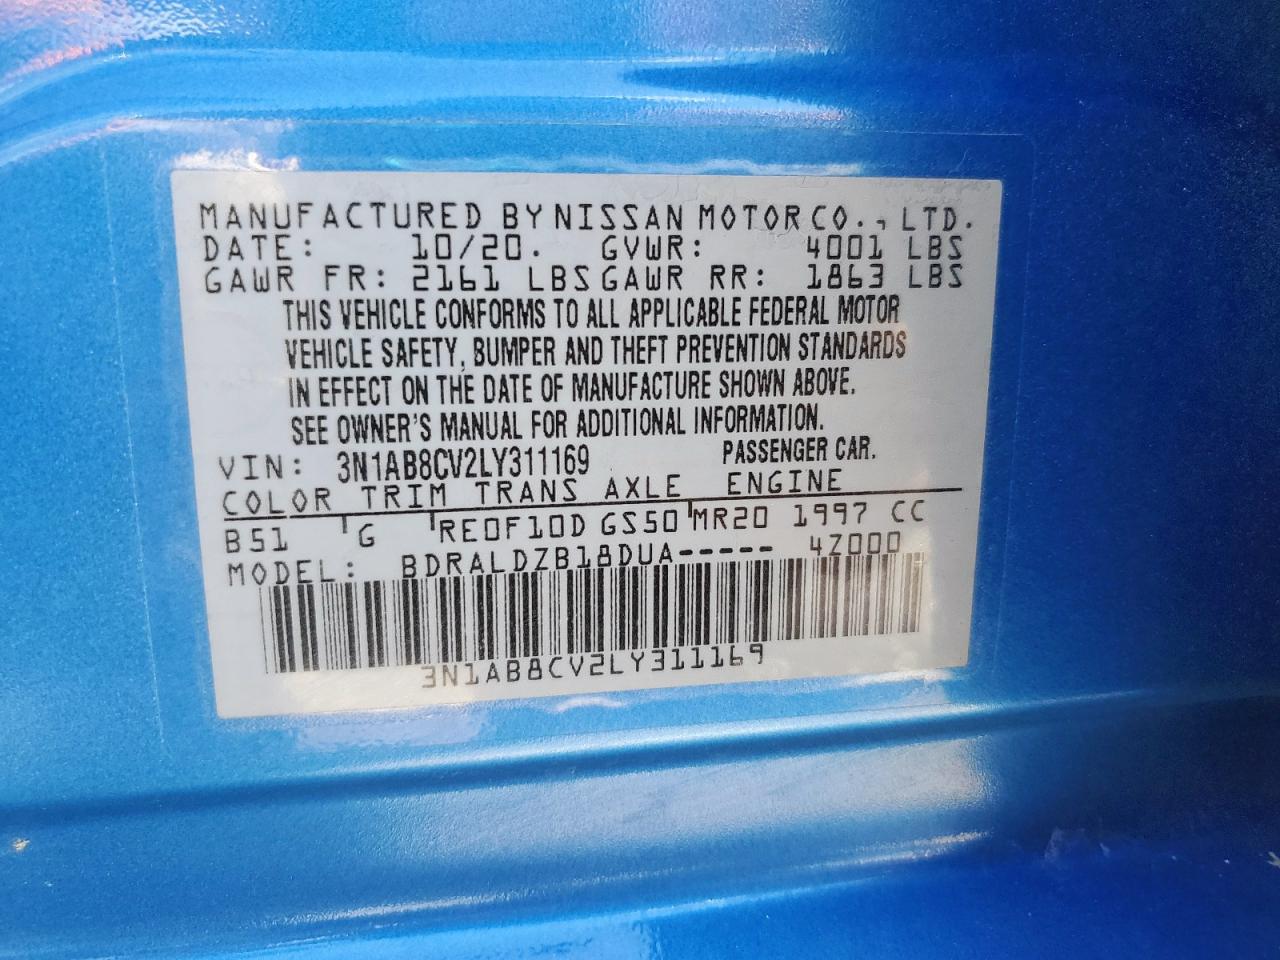 MANUFACTURED BY NISSAN MOTOR CO., LTD.
DATE: 10/20. GVWR: 4001 LBS
GAWR FR: 2161 LBS GAWR RR: 1863 LBS
THIS VEHICLE CONFORMS TO ALL APPLICABLE FEDERAL MOTOR
VEHICLE SAFETY, BUMPER AND THEFT PREVENTION STANDARDS
IN EFFECT ON THE DATE OF MANUFACTURE SHOWN ABOVE.
SEE OWNER'S MANUAL FOR ADDITIONAL INFORMATION.
VIN: 3N1AB8CV2LY311169 PASSENGER CAR.
COLOR TRIM TRANS AXLE ENGINE
B51 G RE0F10D GS50 MR20 1997 CC
MODEL: BDRALDZB18DUA----- 4Z000
3N1AB8CV2LY311169